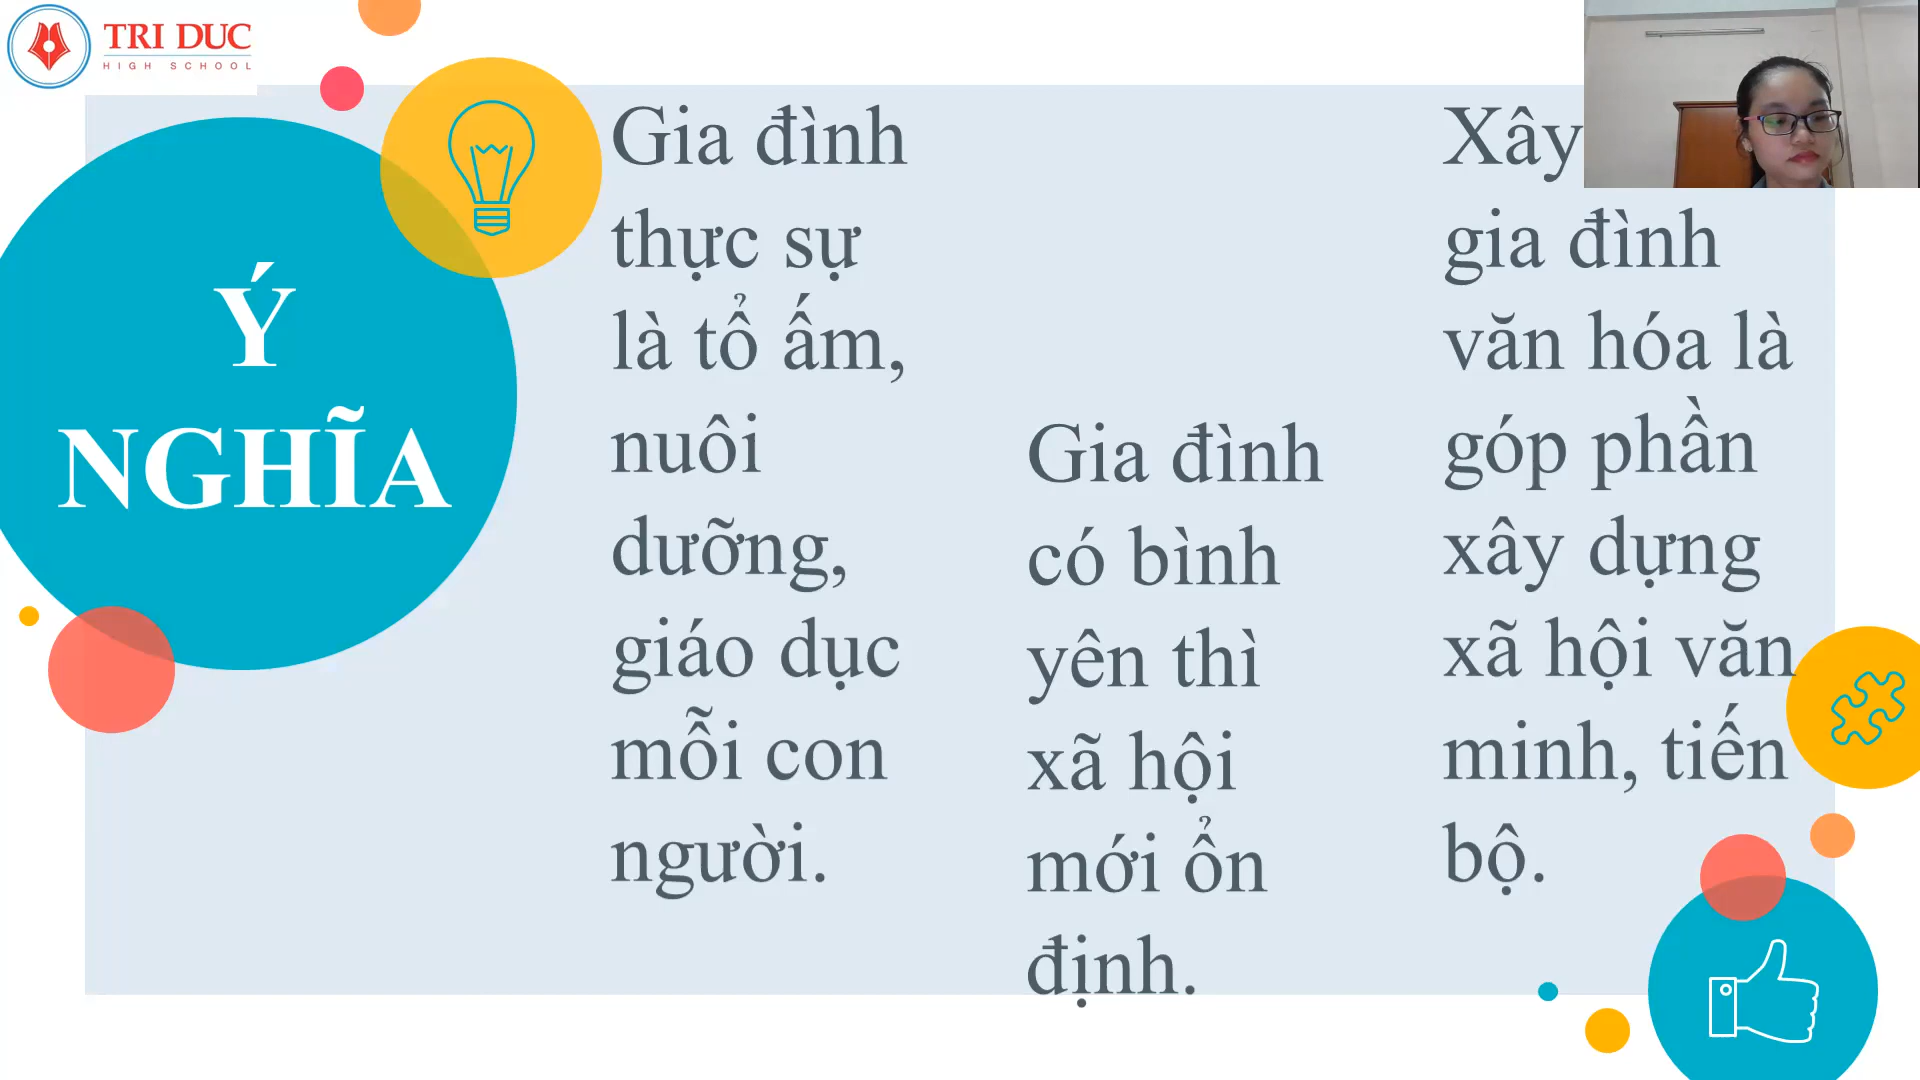 TRI DUC
HIGH SCHOOL
Ý
NGHĨA
Gia đình
thực sự
là tổ ấm,
nuôi
dưỡng,
giáo dục
mỗi con
người.
Gia đình
có bình
yên thì
xã hội
mới ổn
định.
Xây
gia đình
văn hóa là
góp phần
xây dựng
xã hội văn
minh, tiến
bộ.